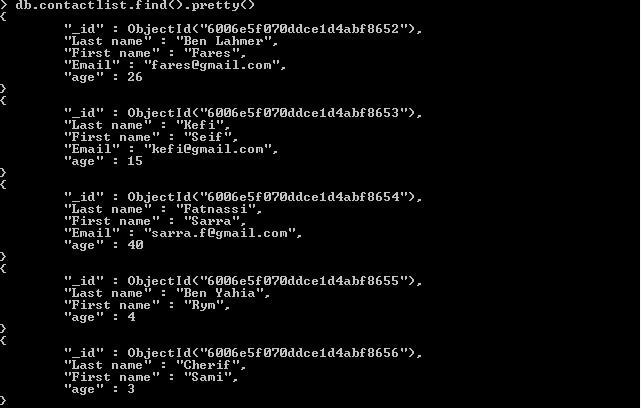 > db.contactlist.find().pretty()
{
"_id" : ObjectId("6006e5f070ddce1d4abf8652"),
"Last name" : "Ben Lahmer",
"First name" : "Fares",
"Email" : "fares@gmail.com",
"age" : 26
}
{
"_id" : ObjectId("6006e5f070ddce1d4abf8653"),
"Last name" : "Kefi",
"First name" : "Seif",
"Email" : "kefi@gmail.com",
"age" : 15
}
{
"_id" : ObjectId("6006e5f070ddce1d4abf8654"),
"Last name" : "Fatnassi",
"First name" : "Sarra",
"Email" : "sarra.f@gmail.com",
"age" : 40
}
{
"_id" : ObjectId("6006e5f070ddce1d4abf8655"),
"Last name" : "Ben Yahia",
"First name" : "Rym",
"age" : 4
}
{
"_id" : ObjectId("6006e5f070ddce1d4abf8656"),
"Last name" : "Cherif",
"First name" : "Sami",
"age" : 3
}